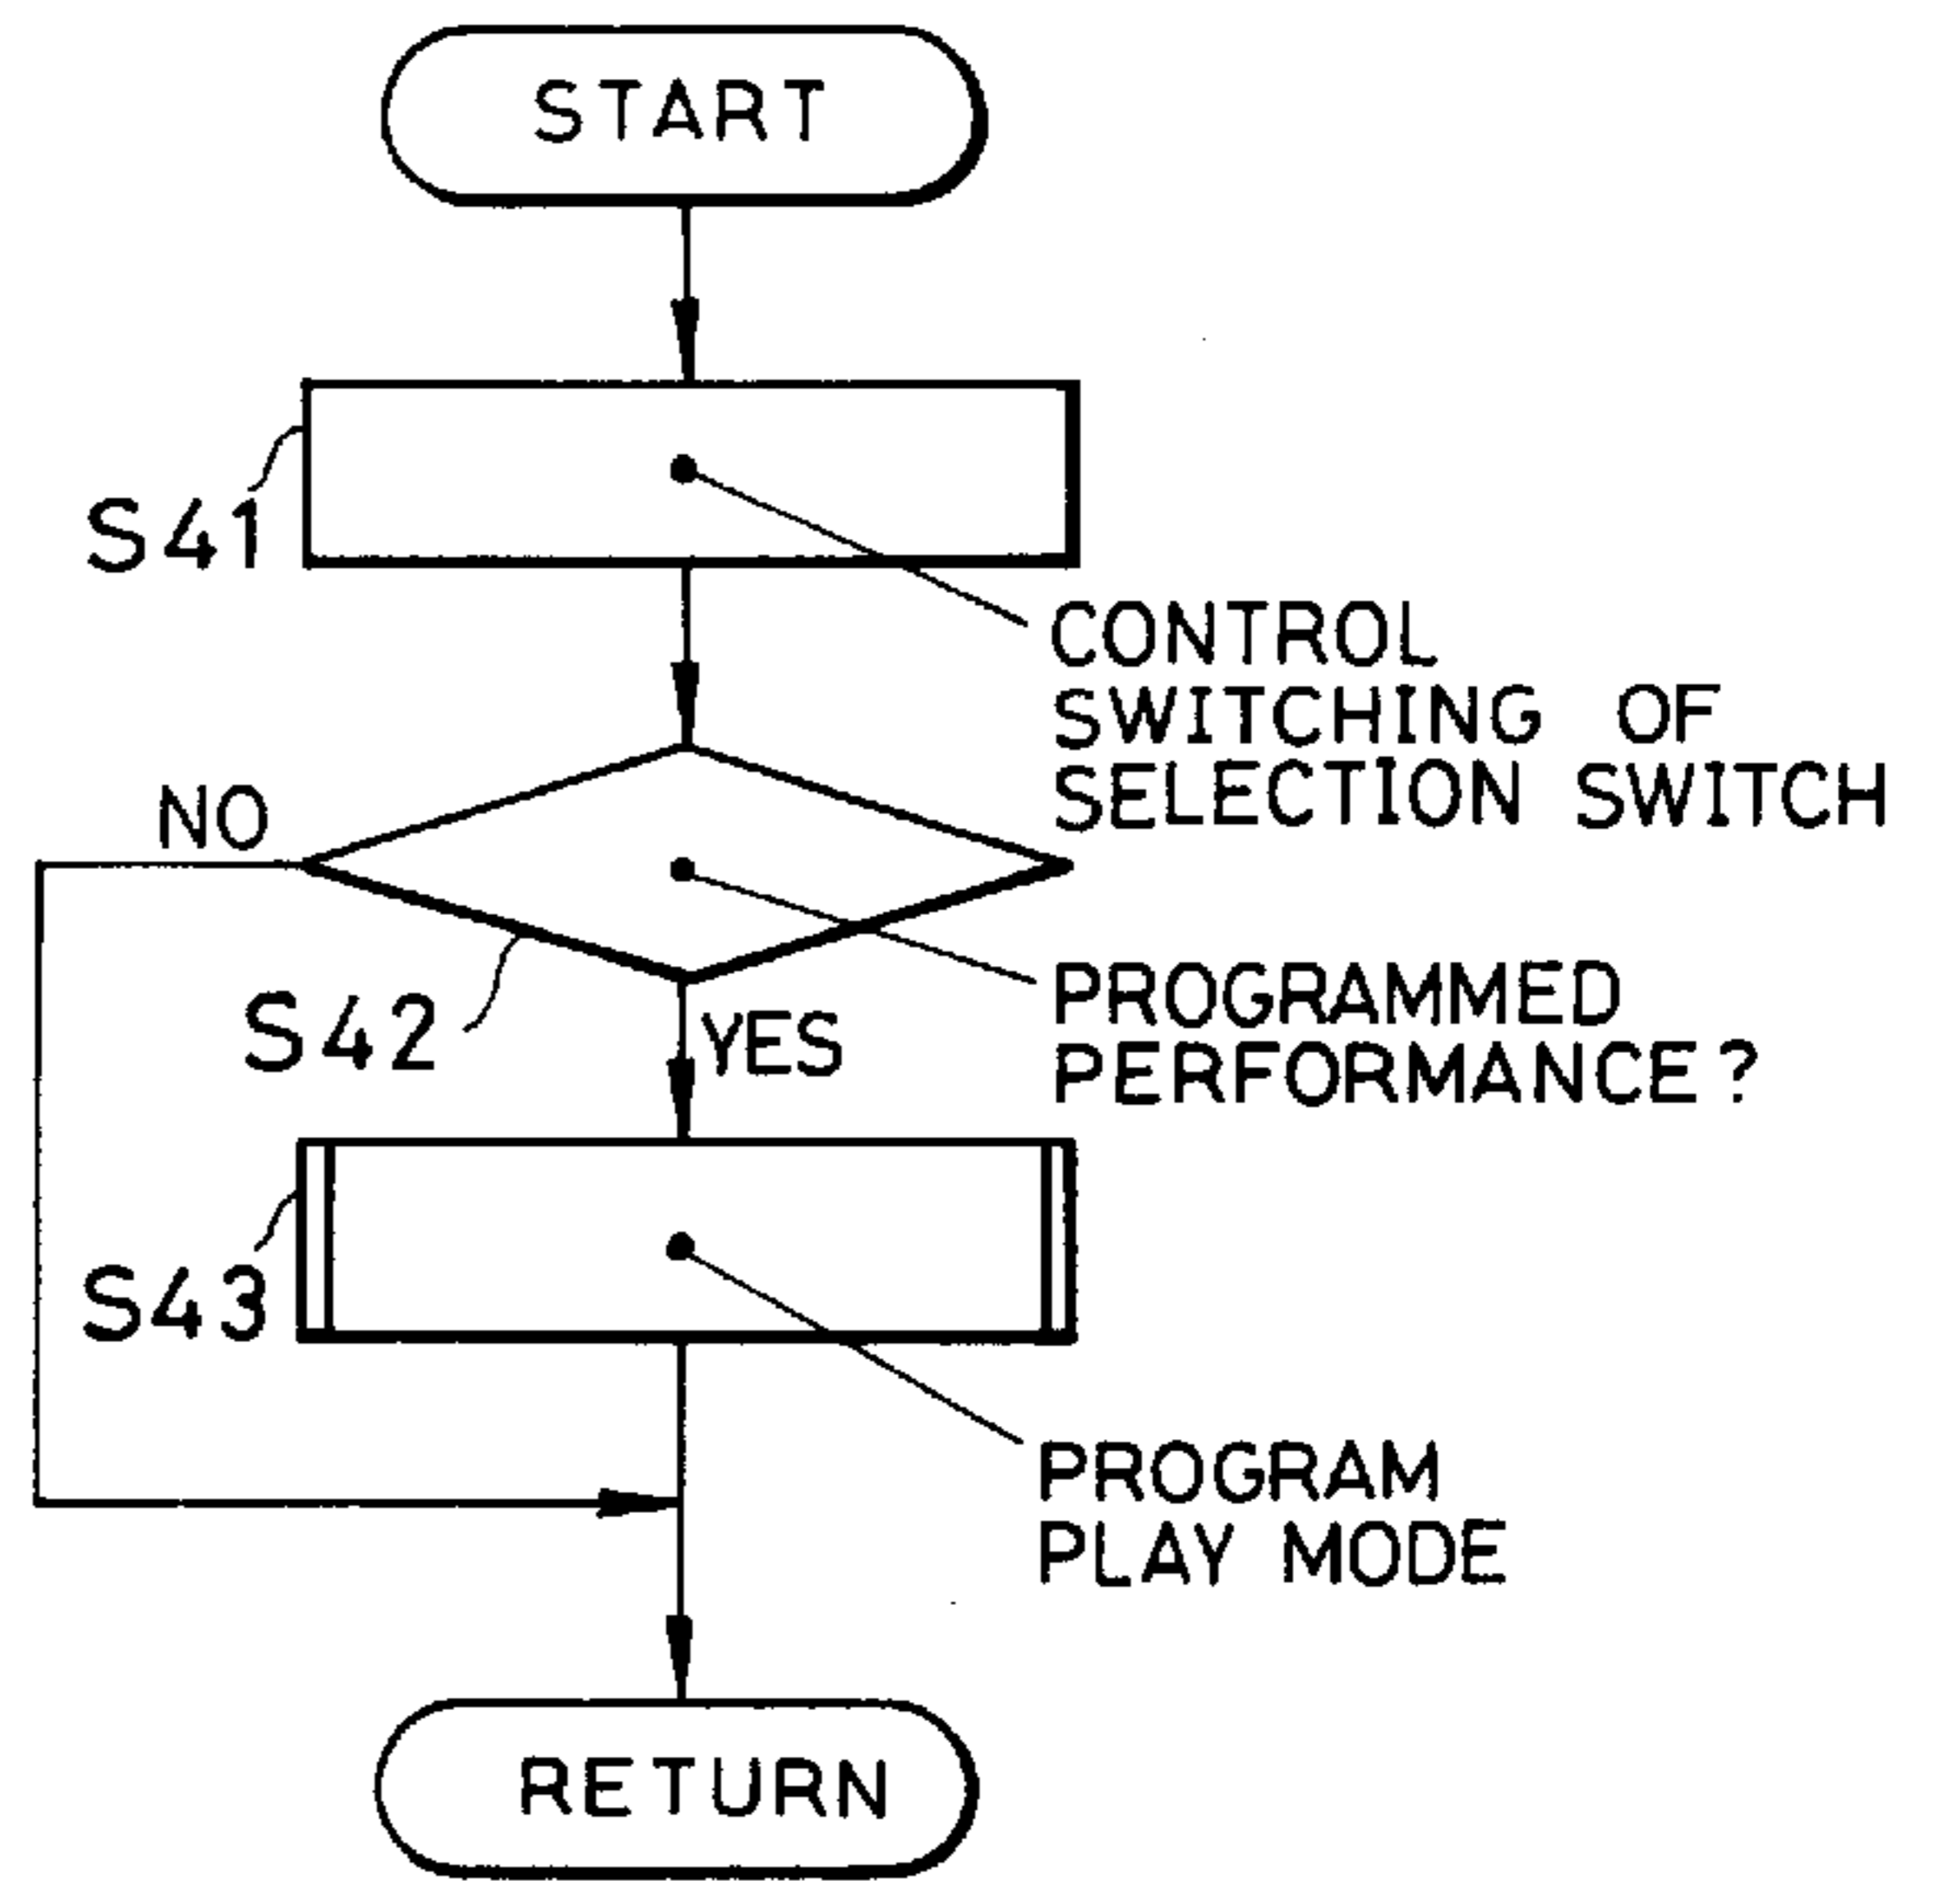 START
S41
CONTROL
SWITCHING OF
SELECTION SWITCH
NO
PROGRAMMED
PERFORMANCE?
S42
YES
S43
PROGRAM
PLAY MODE
RETURN